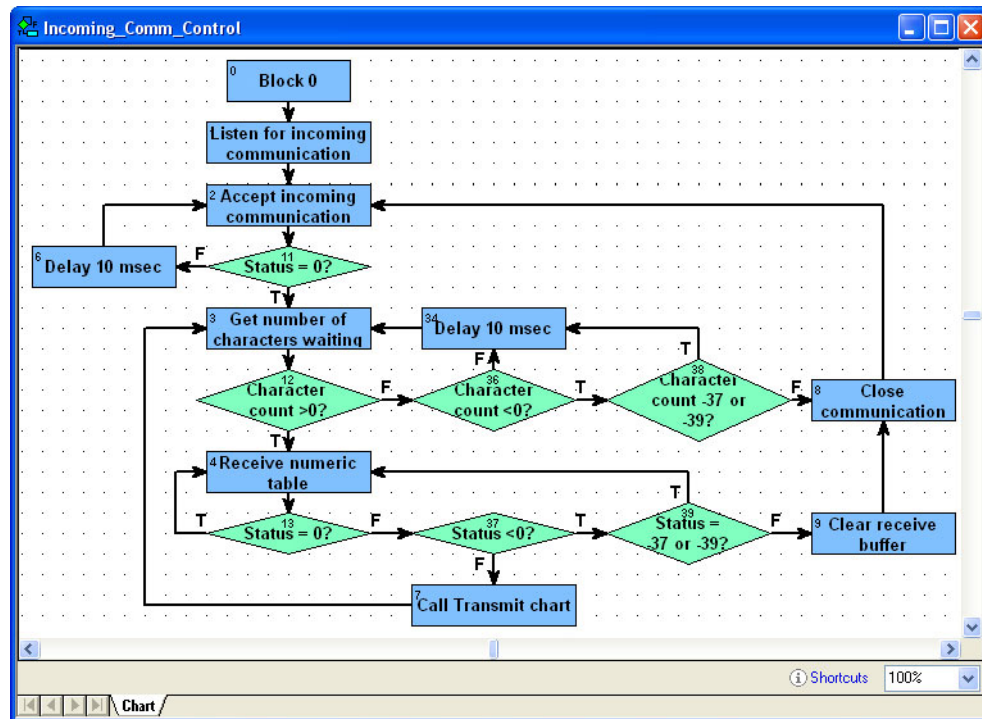 Incoming_Comm_Control
0
Block 0
Listen for incoming
communication
2
Accept incoming
communication
11
Status = 0?
F
T
6
Delay 10 msec
3
Get number of
characters waiting
34
Delay 10 msec
F
T
12
Character
count >0?
F
T
36
Character
count <0?
T
38
Character
count -37 or
-39?
F
8
Close
communication
4
Receive numeric
table
T
13
Status = 0?
T
F
37
Status <0?
T
F
39
Status =
-37 or -39?
F
9
Clear receive
buffer
7
Call Transmit chart
Shortcuts
100%
Chart